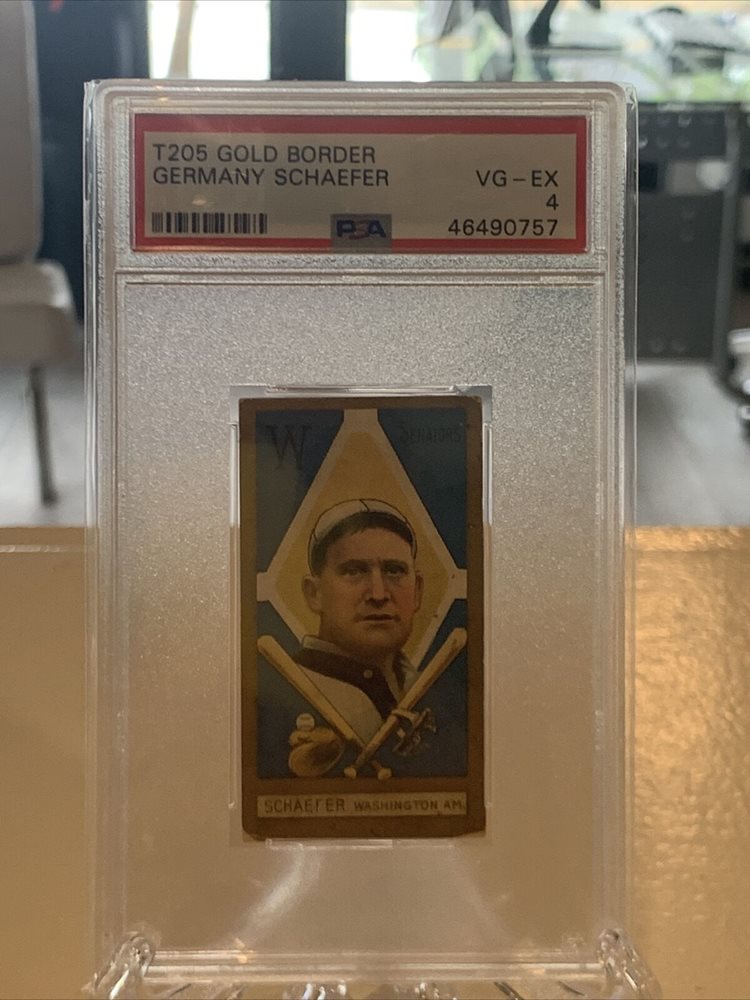 T205 GOLD BORDER
GERMANY SCHAEFER VG-EX
4
PSA 46490757
W SENATORS
SCHAEFER WASHINGTON AM.